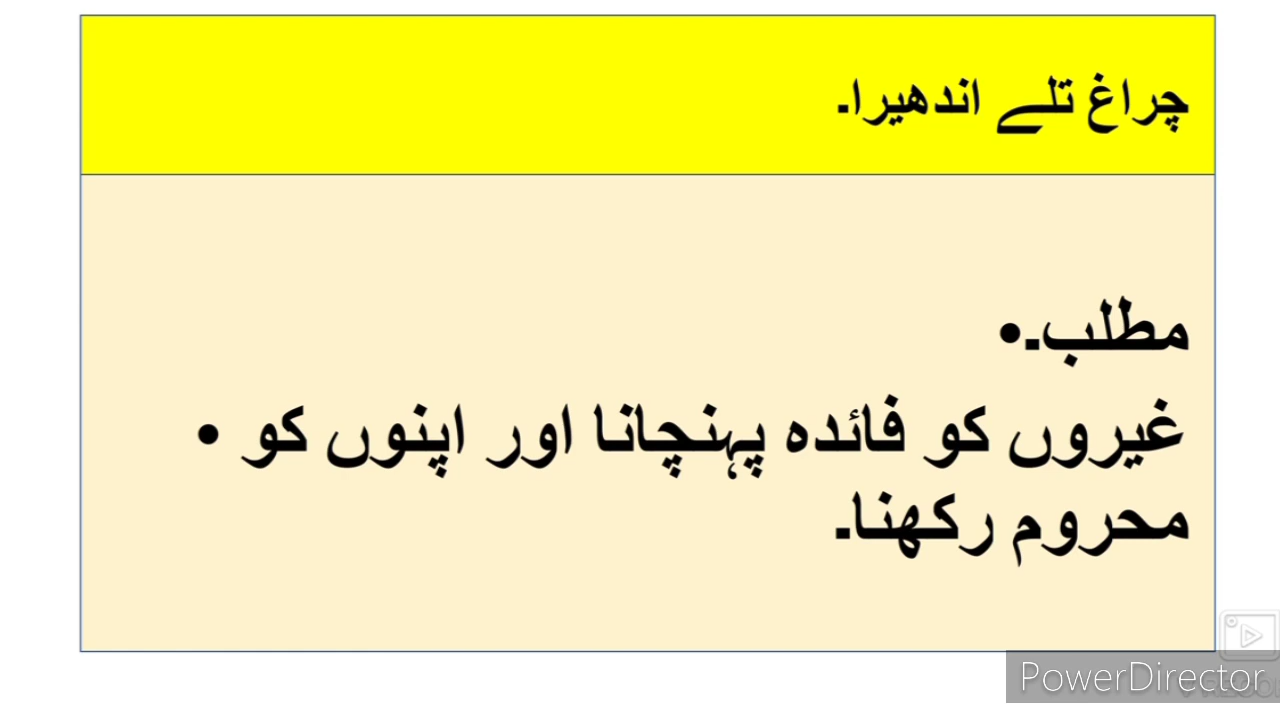 چراغ تلے اندھیرا۔
مطلب۔•
غیروں کو فائدہ پہنچانا اور اپنوں کو •
محروم رکھنا۔
PowerDirector